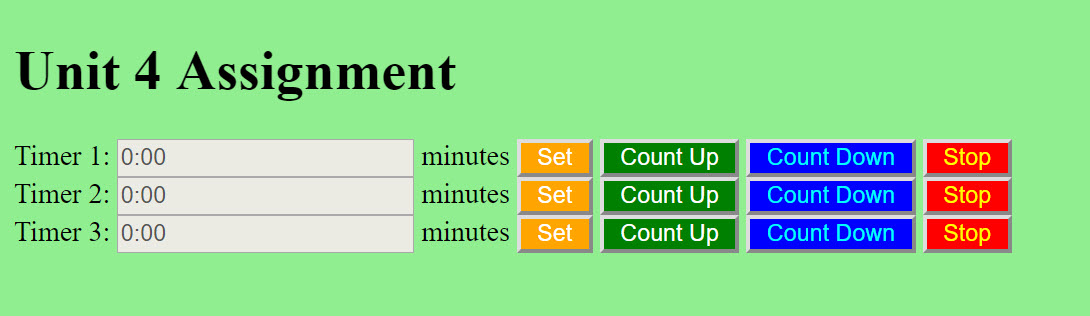 Unit 4 Assignment
Timer 1: 0:00 minutes Set Count Up Count Down Stop
Timer 2: 0:00 minutes Set Count Up Count Down Stop
Timer 3: 0:00 minutes Set Count Up Count Down Stop